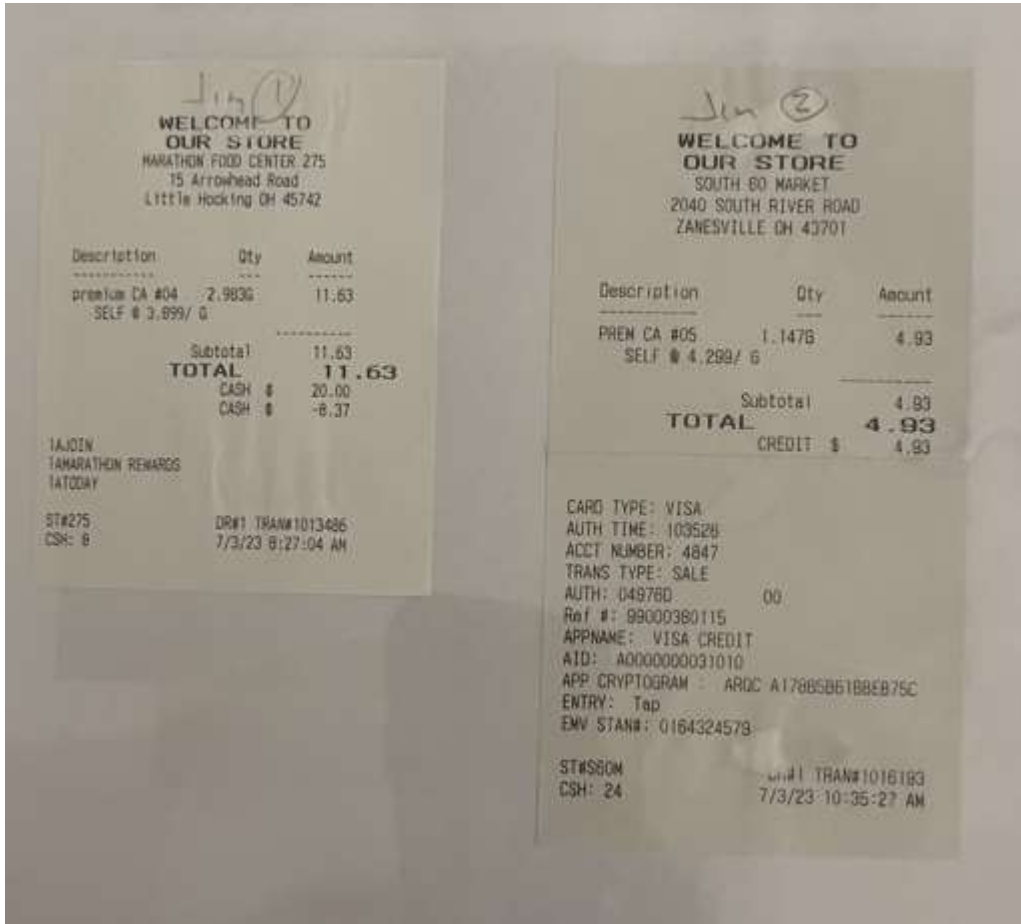 Jim 1
WELCOME TO
OUR STORE
MARATHON FOOD CENTER 275
15 Arrowhead Road
Little Hocking OH 45742
Description Qty Amount
----------- --- ------
premium CA #04 2.983G 11.63
SELF @ 3.899/ G
-----------
Subtotal 11.63
TOTAL 11.63
CASH $ 20.00
CASH $ -8.37
1AJOIN
1AMARATHON REWARDS
1ATODAY
ST#275 DR#1 TRAN#1013486
CSH: 8 7/3/23 8:27:04 AM
Jim 2
WELCOME TO
OUR STORE
SOUTH 60 MARKET
2040 SOUTH RIVER ROAD
ZANESVILLE OH 43701
Description Qty Amount
----------- --- ------
PREM CA #05 1.147G 4.93
SELF @ 4.299/ G
-----------
Subtotal 4.93
TOTAL 4.93
CREDIT $ 4.93
CARD TYPE: VISA
AUTH TIME: 103526
ACCT NUMBER: 4847
TRANS TYPE: SALE
AUTH: 04976D 00
Ref #: 99000380115
APPNAME: VISA CREDIT
AID: A0000000031010
APP CRYPTOGRAM : ARQC
ENTRY: Tap
EMV STAN#: 0164324579
ST#S60M DR#1 TRAN#1016193
CSH: 24 7/3/23 10:35:27 AM